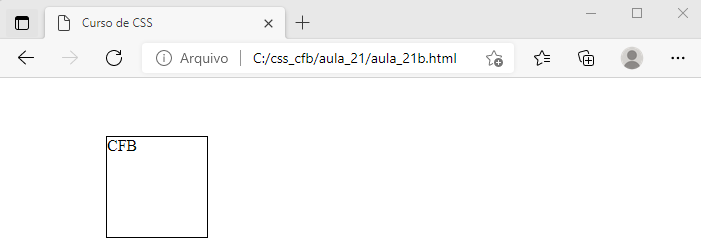 Curso de CSS
Arquivo C:/css_cfb/aula_21/aula_21b.html
CFB